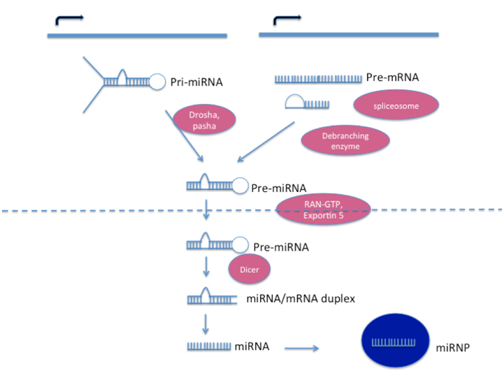 Pri-miRNA
Pre-mRNA
spliceosome
Drosha,
pasha
Debranching
enzyme
Pre-miRNA
RAN-GTP,
Exportin 5
Pre-miRNA
Dicer
miRNA/mRNA duplex
miRNA
miRNP